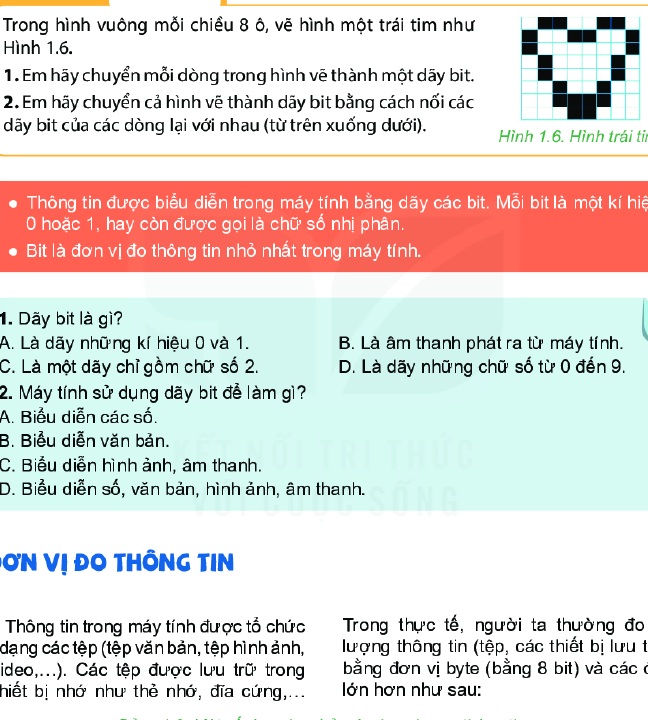 Trong hình vuông mỗi chiều 8 ô, vẽ hình một trái tim như
Hình 1.6.
1. Em hãy chuyển mỗi dòng trong hình vẽ thành một dãy bit.
2. Em hãy chuyển cả hình vẽ thành dãy bit bằng cách nối các
dãy bit của các dòng lại với nhau (từ trên xuống dưới).
Hình 1.6. Hình trái
• Thông tin được biểu diễn trong máy tính bằng dãy các bit. Mỗi bit là một kí
0 hoặc 1, hay còn được gọi là chữ số nhị phân.
• Bit là đơn vị đo thông tin nhỏ nhất trong máy tính.
1. Dãy bit là gì?
A. Là dãy những kí hiệu 0 và 1.
B. Là âm thanh phát ra từ máy tính.
C. Là một dãy chỉ gồm chữ số 2.
D. Là dãy những chữ số từ 0 đến 9.
2. Máy tính sử dụng dãy bit để làm gì?
A. Biểu diễn các số.
B. Biểu diễn văn bản.
C. Biểu diễn hình ảnh, âm thanh.
D. Biểu diễn số, văn bản, hình ảnh, âm thanh.
KẾT NỐI TRI THỨC
VỚI CUỘC SỐNG
ĐƠN VỊ ĐO THÔNG TIN
Thông tin trong máy tính được tổ chức
dạng các tệp (tệp văn bản, tệp hình ảnh,
ideo,...). Các tệp được lưu trữ trong
hiết bị nhớ như thẻ nhớ, đĩa cứng,...
Trong thực tế, người ta thường đo
lượng thông tin (tệp, các thiết bị lưu
bằng đơn vị byte (bằng 8 bit) và các
lớn hơn như sau: